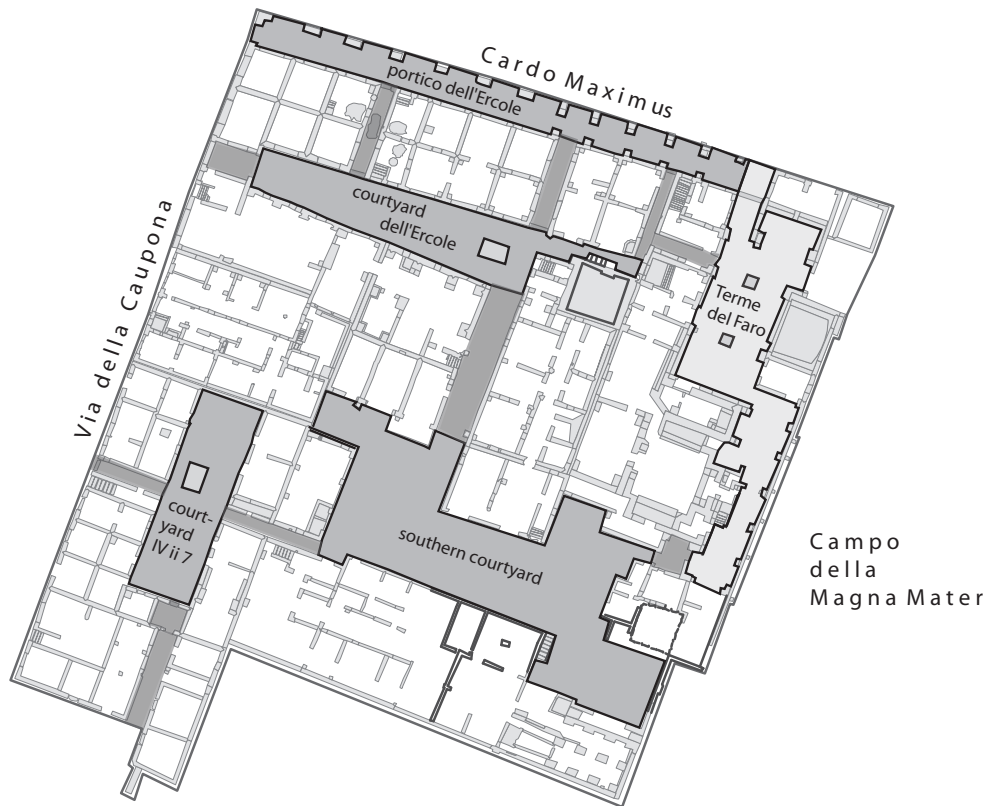 Cardo Maximus
portico dell'Ercole
courtyard
dell'Ercole
Via della Caupona
Terme
del Faro
court-
yard
IV ii 7
southern courtyard
Campo
della
Magna Mater